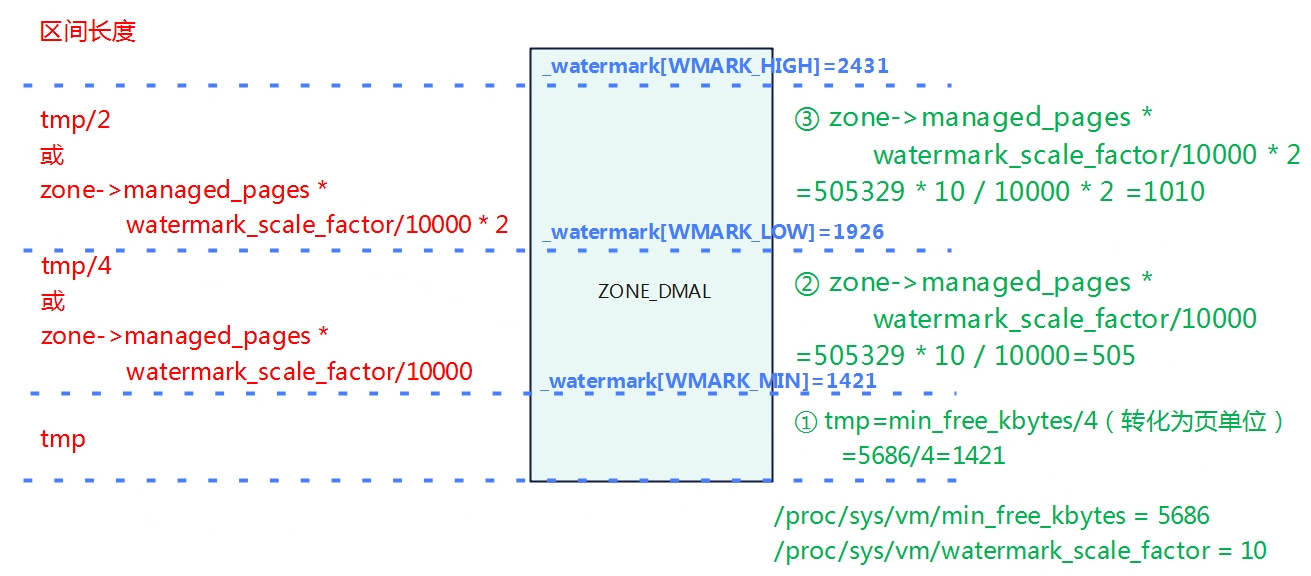 区间长度
_watermark[WMARK_HIGH]=2431
tmp/2
或
zone->managed_pages *
watermark_scale_factor/10000 * 2
③ zone->managed_pages *
watermark_scale_factor/10000 * 2
=505329 * 10 / 10000 * 2 =1010
_watermark[WMARK_LOW]=1926
tmp/4
或
zone->managed_pages *
watermark_scale_factor/10000
ZONE_DMAL
② zone->managed_pages *
watermark_scale_factor/10000
=505329 * 10 / 10000=505
_watermark[WMARK_MIN]=1421
tmp
① tmp=min_free_kbytes/4（转化为页单位）
=5686/4=1421
/proc/sys/vm/min_free_kbytes = 5686
/proc/sys/vm/watermark_scale_factor = 10